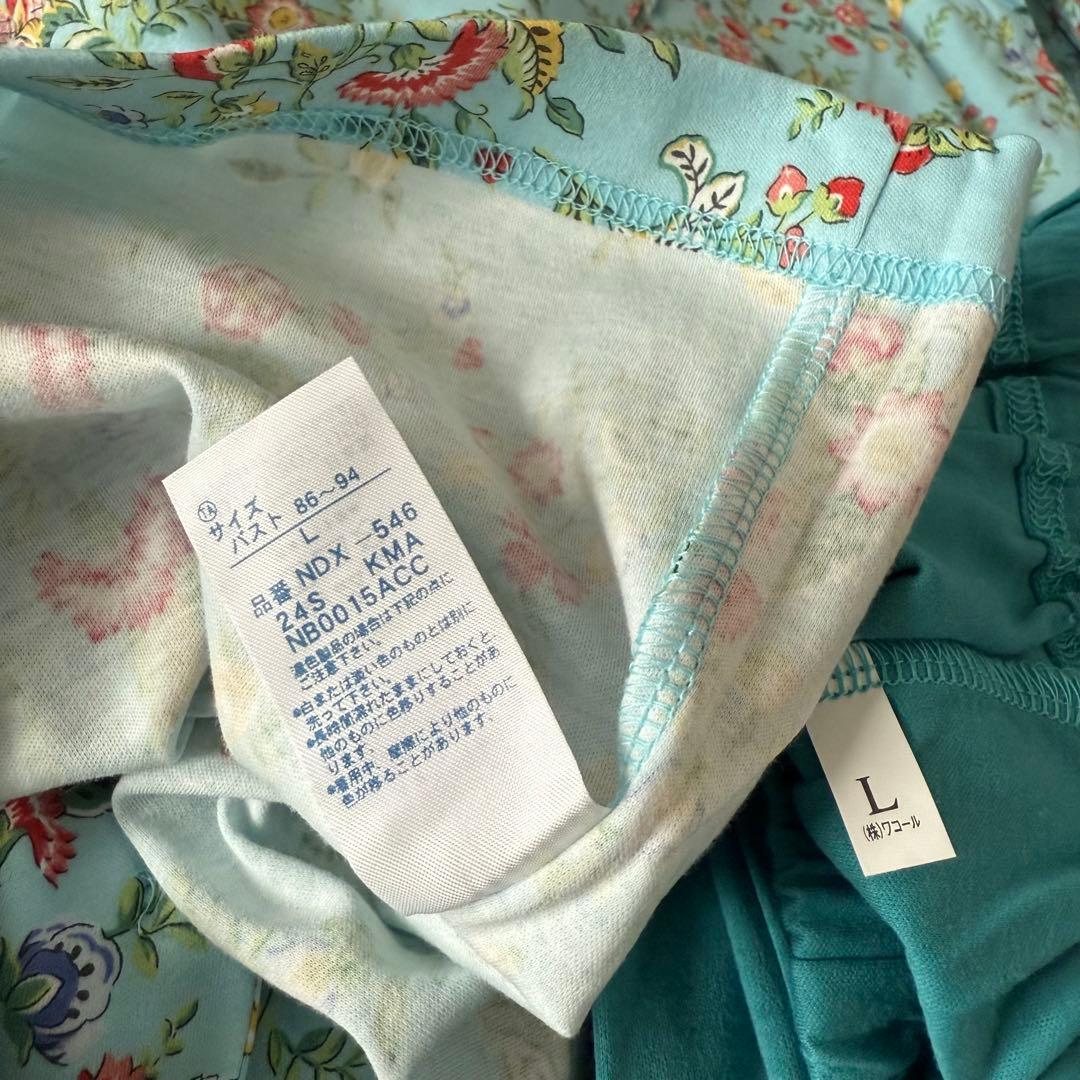 サイズ
バスト 86～94
L
品番 NDX－546
24S KMA
NB0015ACC
濃色製品の場合は下記の点に
ご注意下さい。
●白または淡い色のものとは別に
洗って下さい。
●長時間濡れたままにしておくと
他のものに色移りすることがあ
ります。
●着用中、摩擦により他のものに
色が移ることがあります。
L
(株)ワコール